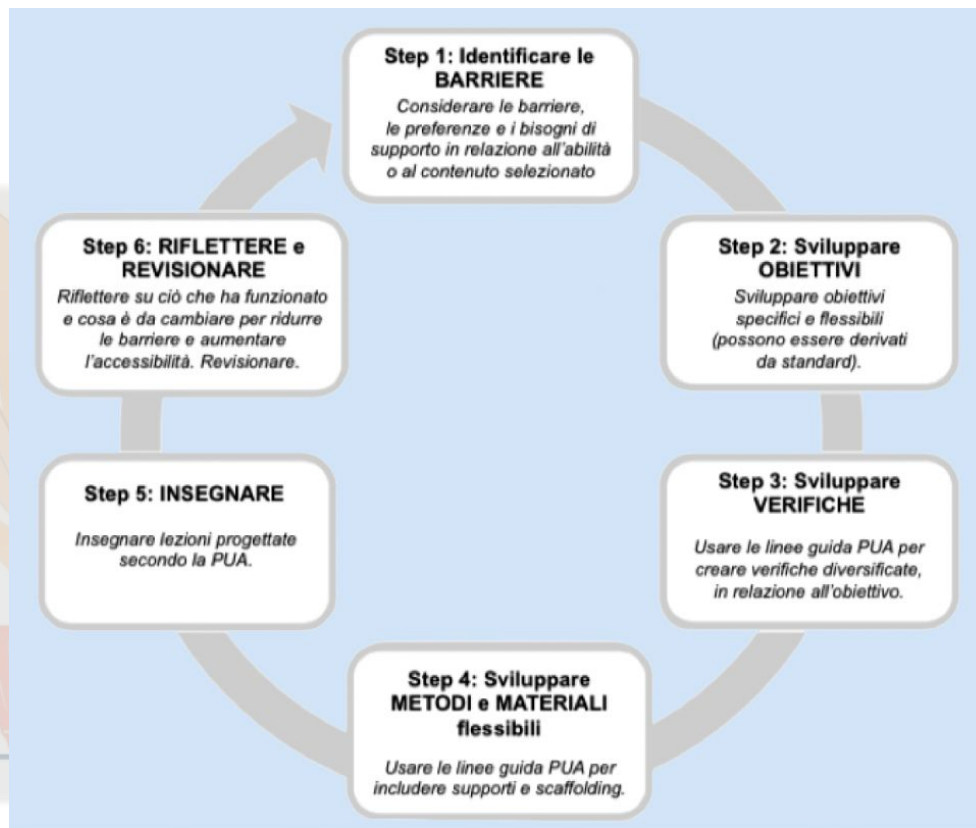 Step 1: Identificare le
BARRIERE
Considerare le barriere,
le preferenze e i bisogni di
supporto in relazione all'abilità
o al contenuto selezionato
Step 2: Sviluppare
OBIETTIVI
Sviluppare obiettivi
specifici e flessibili
(possono essere derivati
da standard).
Step 3: Sviluppare
VERIFICHE
Usare le linee guida PUA per
creare verifiche diversificate,
in relazione all'obiettivo.
Step 4: Sviluppare
METODI e MATERIALI
flessibili
Usare le linee guida PUA per
includere supporti e scaffolding.
Step 5: INSEGNARE
Insegnare lezioni progettate
secondo la PUA.
Step 6: RIFLETTERE e
REVISIONARE
Riflettere su ciò che ha funzionato
e cosa è da cambiare per ridurre
le barriere e aumentare
l'accessibilità. Revisionare.